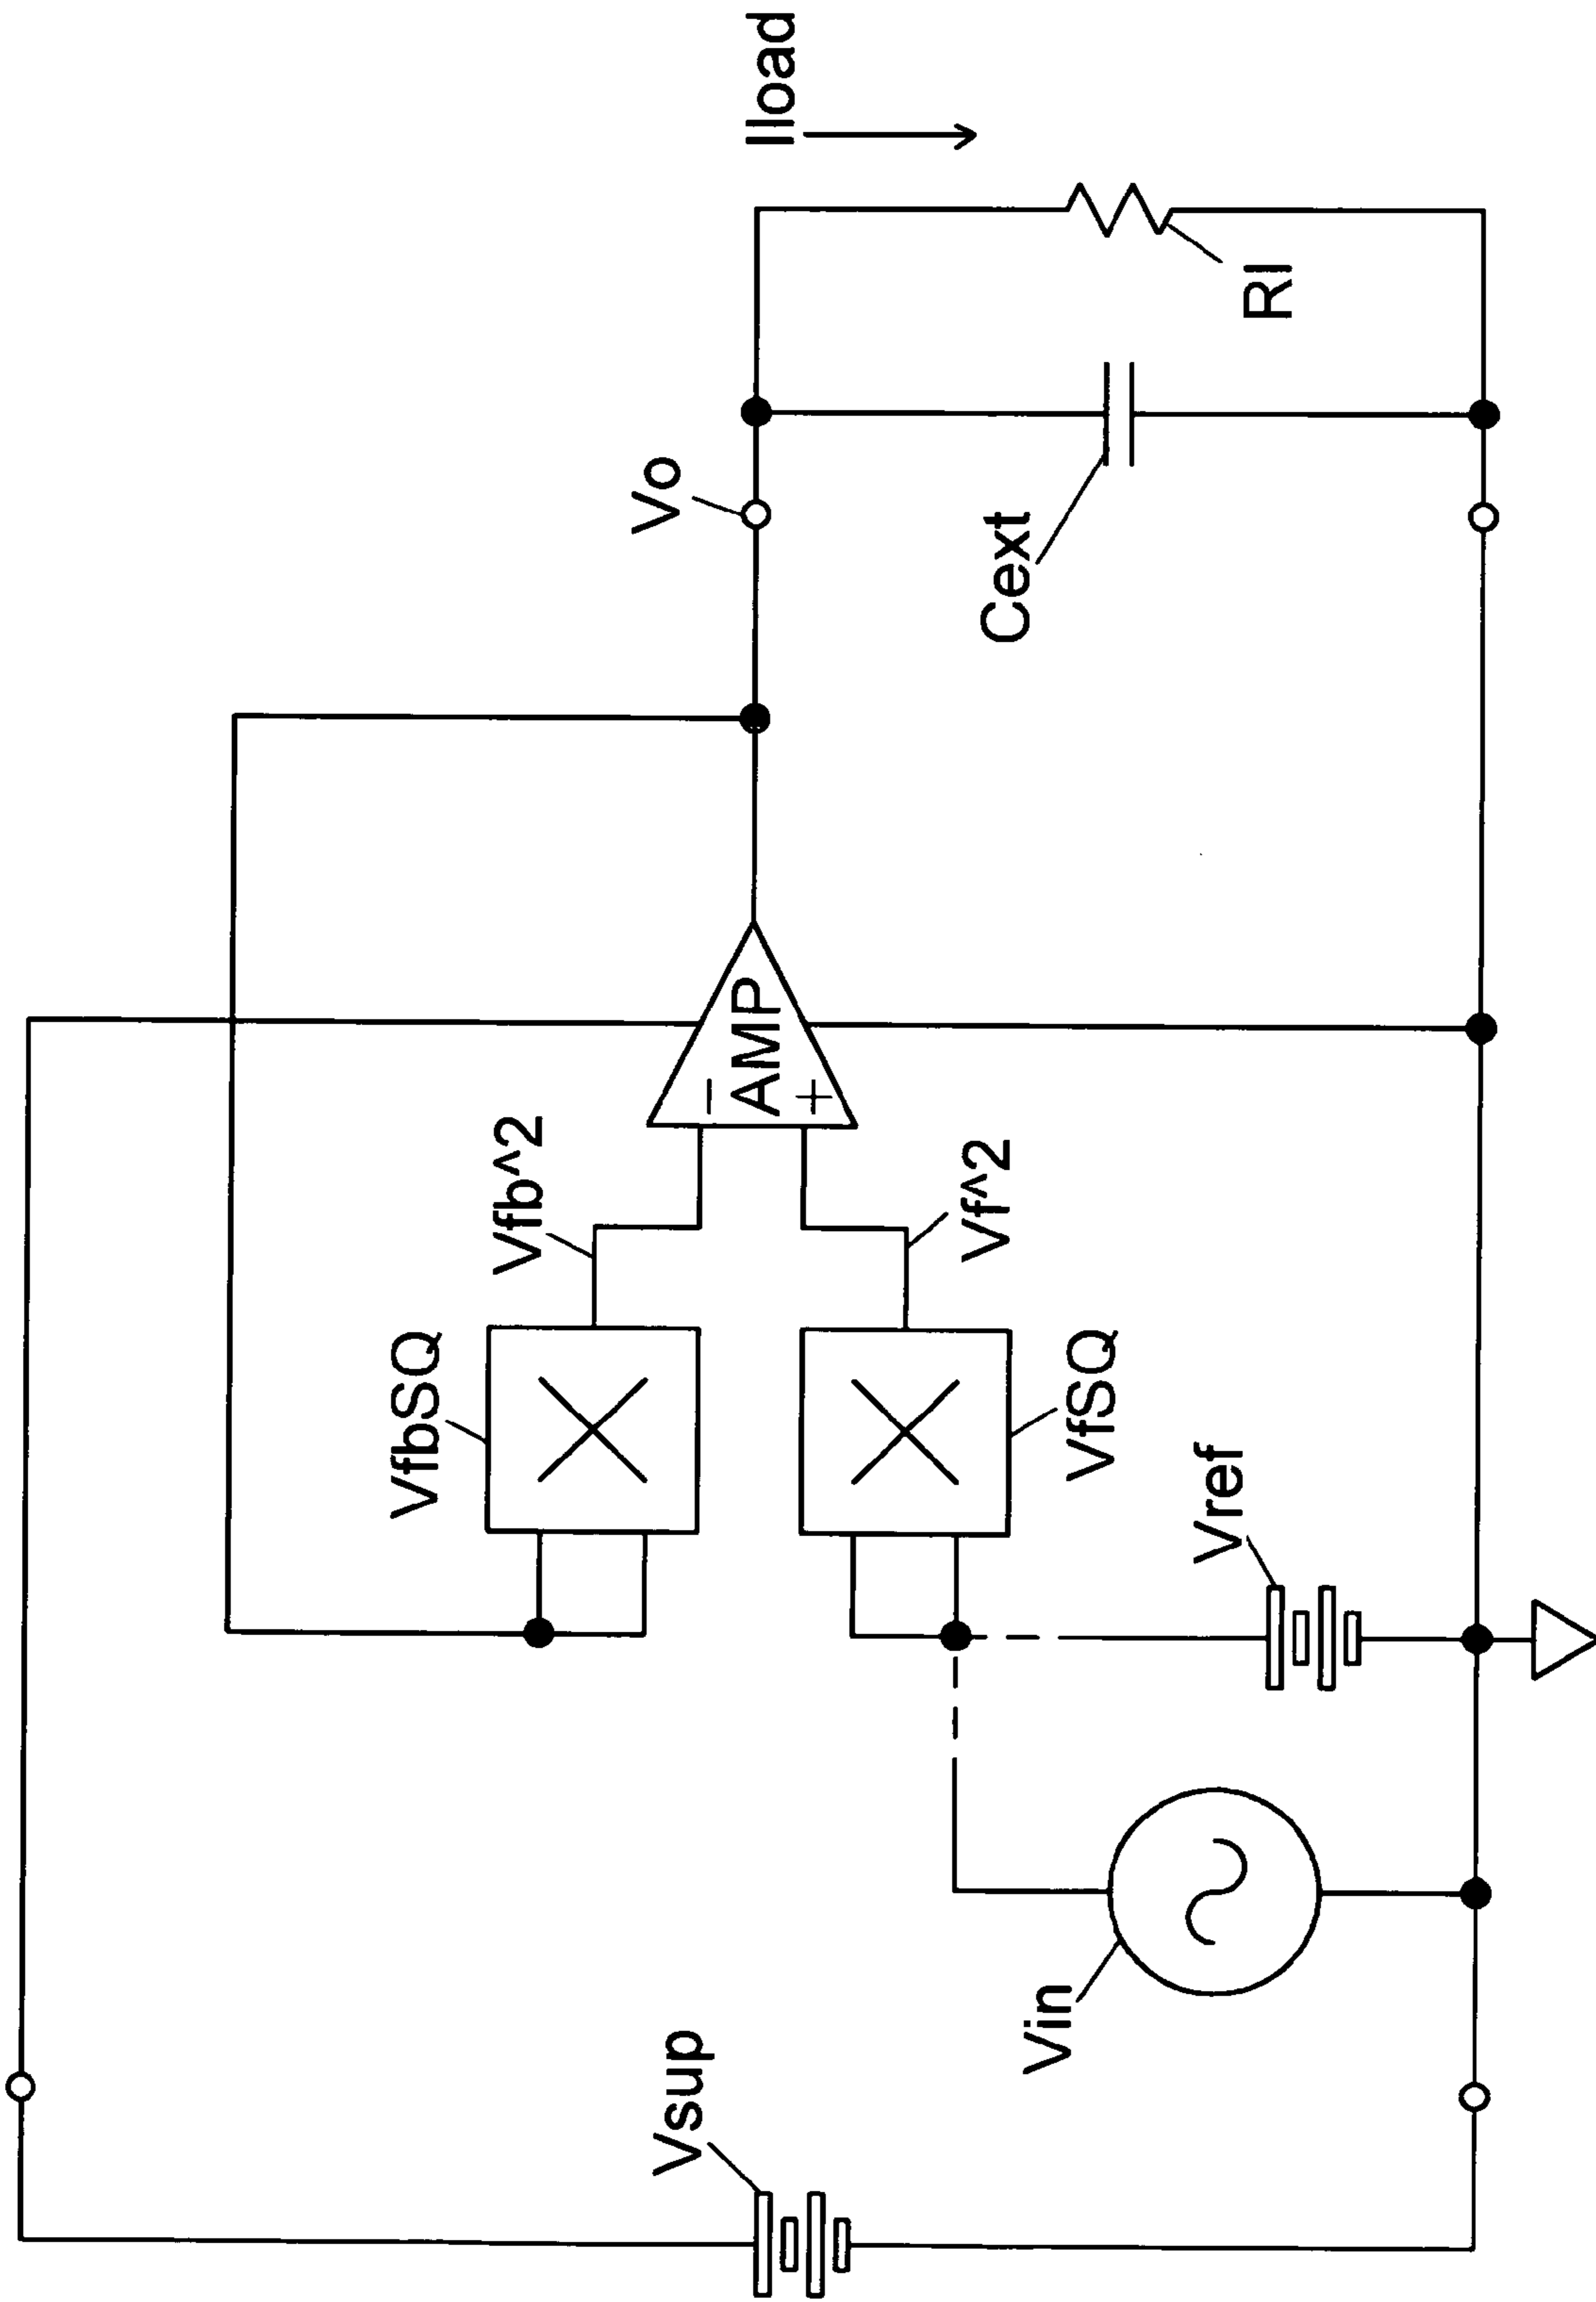 Vsup
Vin
Vref
VfbSQ
VfSQ
Vfb^2
Vf^2
−
AMP
+
Vo
Cext
Rl
Iload